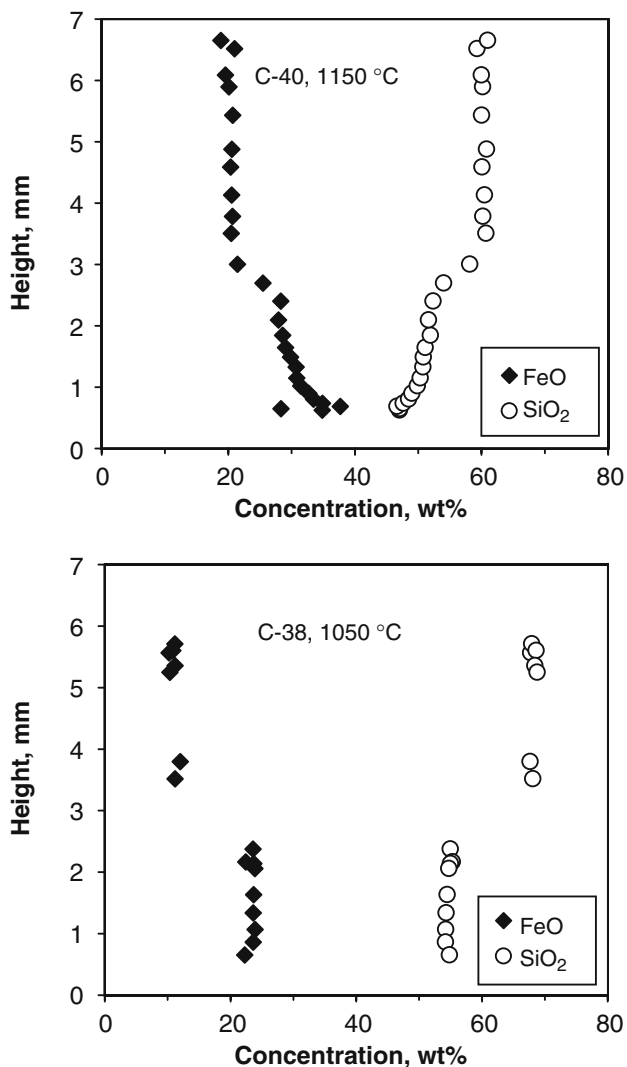 7
6
C-40, 1150 °C
5
4
3
2
1
0
Height, mm
FeO
SiO₂
0 20 40 60 80
Concentration, wt%
7
6
C-38, 1050 °C
5
4
3
2
1
0
Height, mm
FeO
SiO₂
0 20 40 60 80
Concentration, wt%